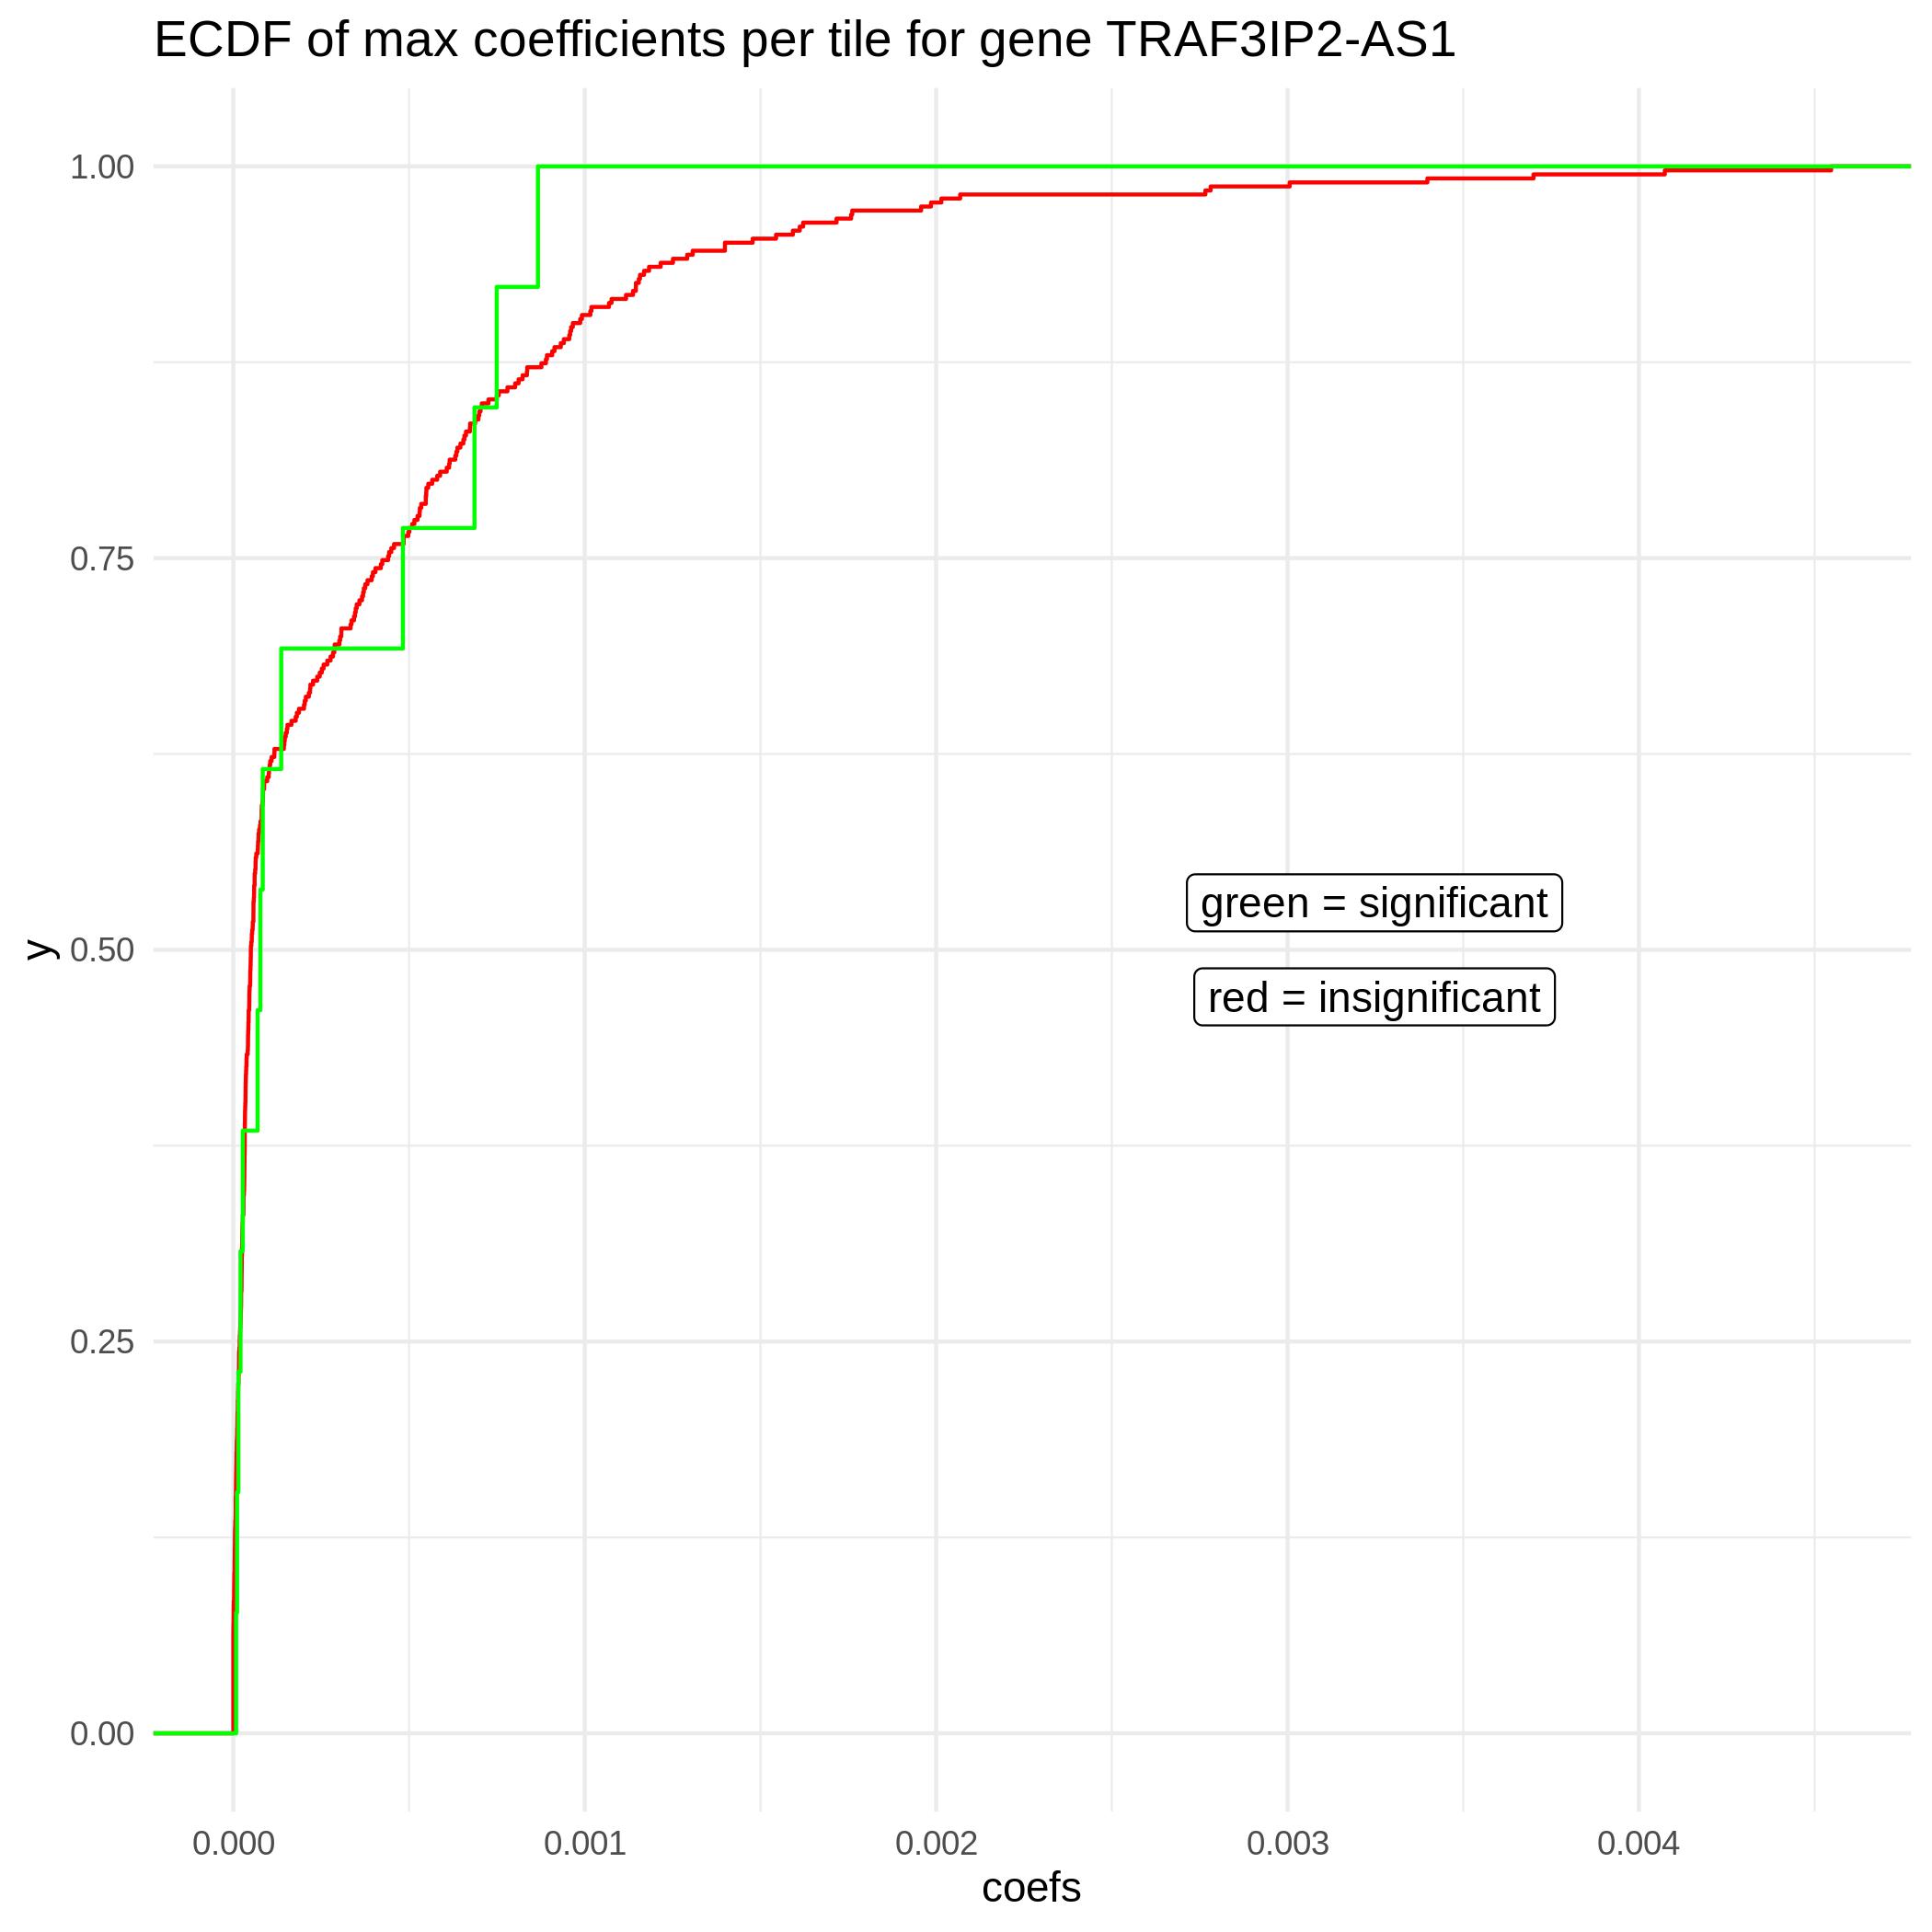 ECDF of max coefficients per tile for gene TRAF3IP2-AS1
1.00
0.75
0.50
0.25
0.00
y
green = significant
red = insignificant
0.000 0.001 0.002 0.003 0.004
coefs